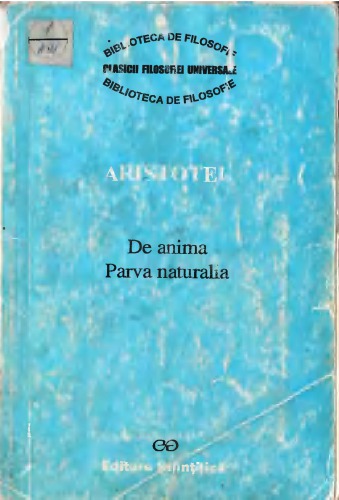 BIBLIOTECA DE FILOSOFIE
CLASICII FILOSOFIEI UNIVERSALE
BIBLIOTECA DE FILOSOFIE
ARISTOTEL
De anima
Parva naturalia
Editura Științifică